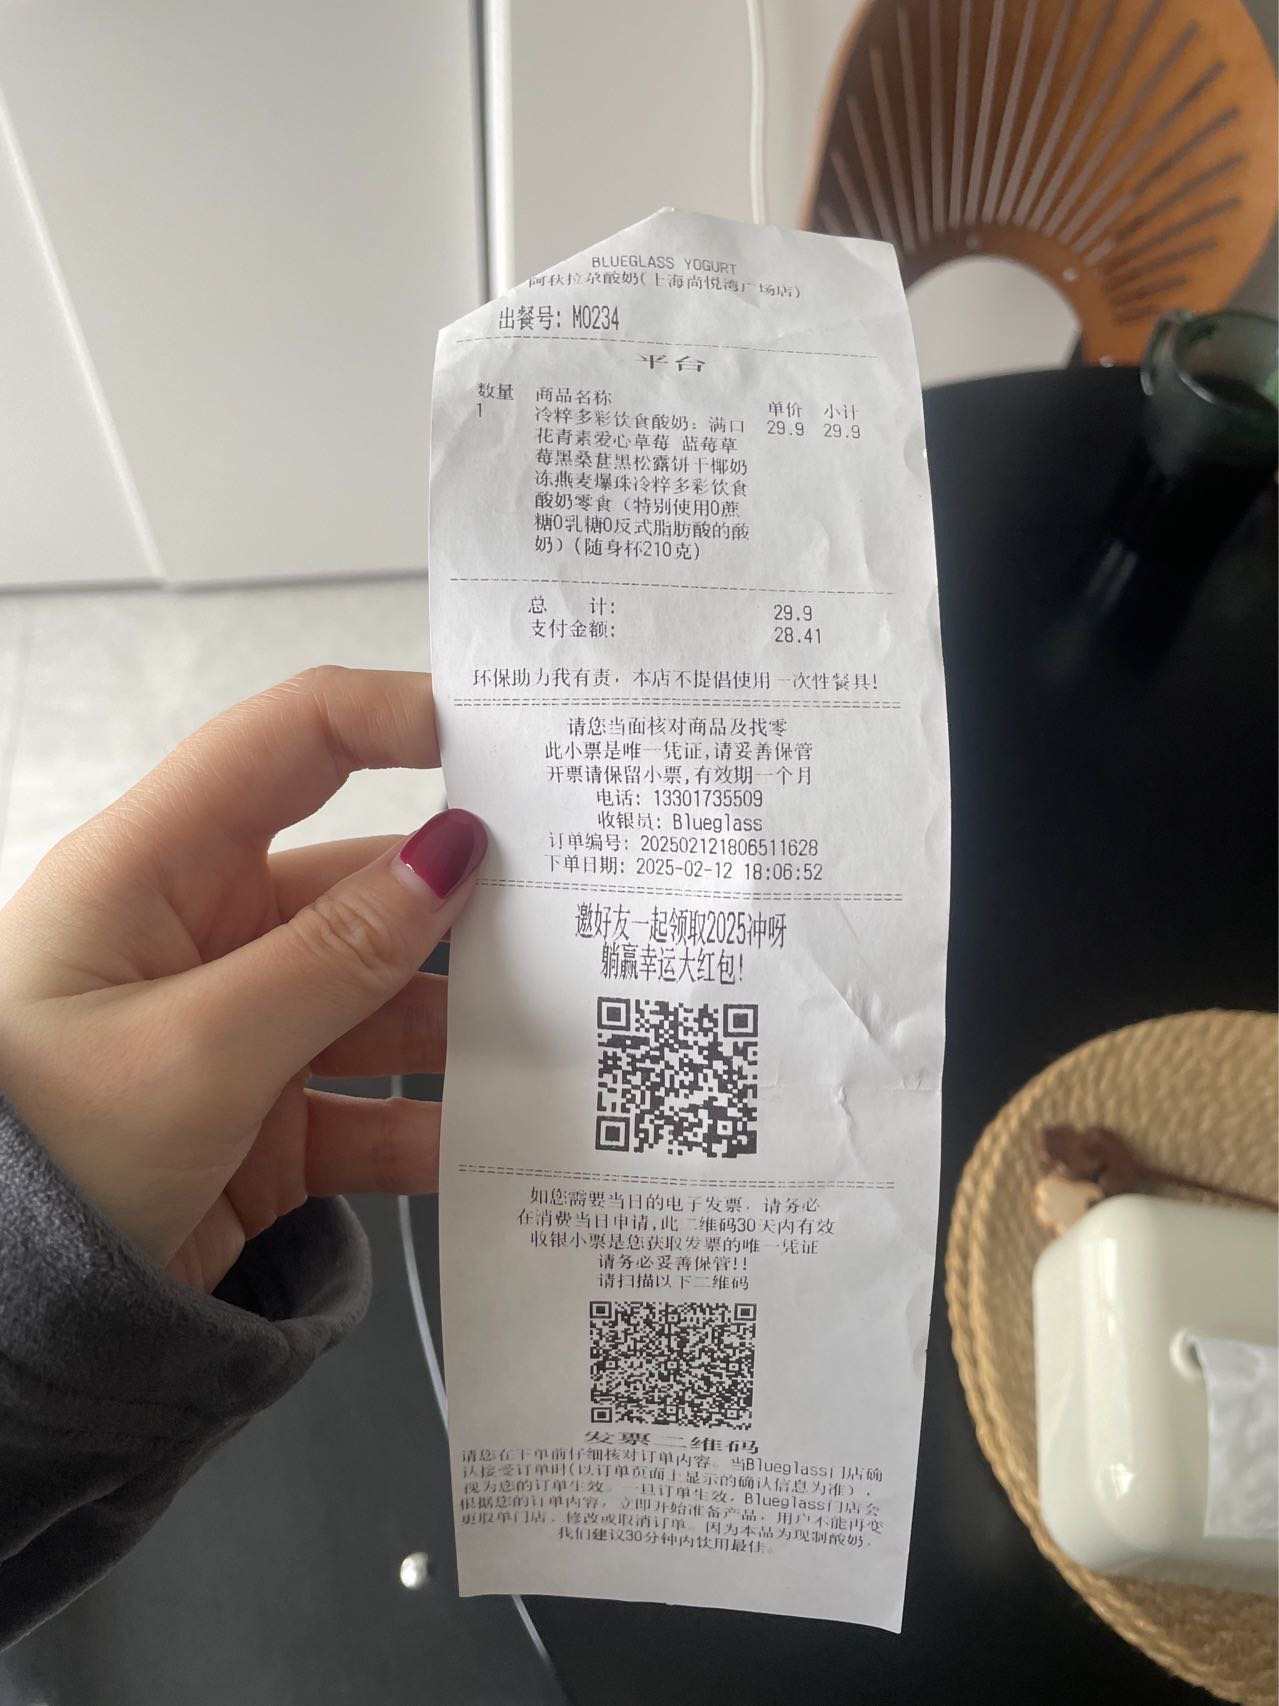 BLUEGLASS YOGURT
阿秋拉尕酸奶(上海尚悦湾广场店)
出餐号: M0234
平台
数量 商品名称 单价 小计
1 冷粹多彩饮食酸奶：满口 29.9 29.9
花青素爱心草莓 蓝莓草
莓黑桑葚黑松露饼干椰奶
冻燕麦爆珠冷粹多彩饮食
酸奶零食（特别使用0蔗
糖0乳糖0反式脂肪酸的酸
奶）(随身杯210克)
总 计: 29.9
支付金额: 28.41
环保助力我有责，本店不提倡使用一次性餐具!
请您当面核对商品及找零
此小票是唯一凭证,请妥善保管
开票请保留小票,有效期一个月
电话: 13301735509
收银员: Blueglass
订单编号: 202502121806511628
下单日期: 2025-02-12 18:06:52
邀好友一起领取2025冲呀
躺赢幸运大红包!
如您需要当日的电子发票，请务必
在消费当日申请,此二维码30天内有效
收银小票是您获取发票的唯一凭证
请务必妥善保管!!
请扫描以下二维码
发票二维码
请您在下单前仔细核对订单内容。当Blueglass门店确
认接受订单时(以订单页面上显示的确认信息为准)，
视为您的订单生效。一旦订单生效，Blueglass门店会
根据您的订单内容，立即开始准备产品，用户不能再变
更取单门店、修改或取消订单。因为本品为现制酸奶，
我们建议30分钟内饮用最佳。